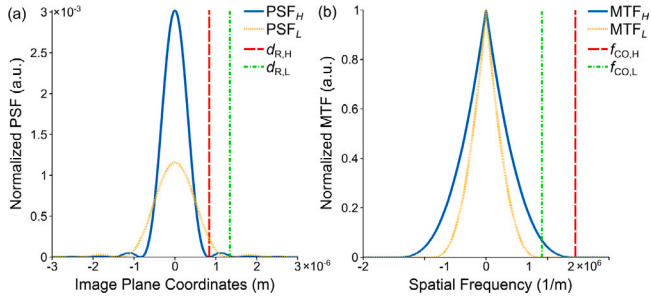 (a)
3×10⁻³
2.5
2
1.5
1
0.5
0
Normalized PSF (a.u.)
-3 -2 -1 0 1 2 3×10⁻⁶
Image Plane Coordinates (m)
PSF_H
PSF_L
d_R,H
d_R,L
(b)
1
0.8
0.6
0.4
0.2
0
Normalized MTF (a.u.)
-2 -1 0 1 2×10⁶
Spatial Frequency (1/m)
MTF_H
MTF_L
f_CO,H
f_CO,L